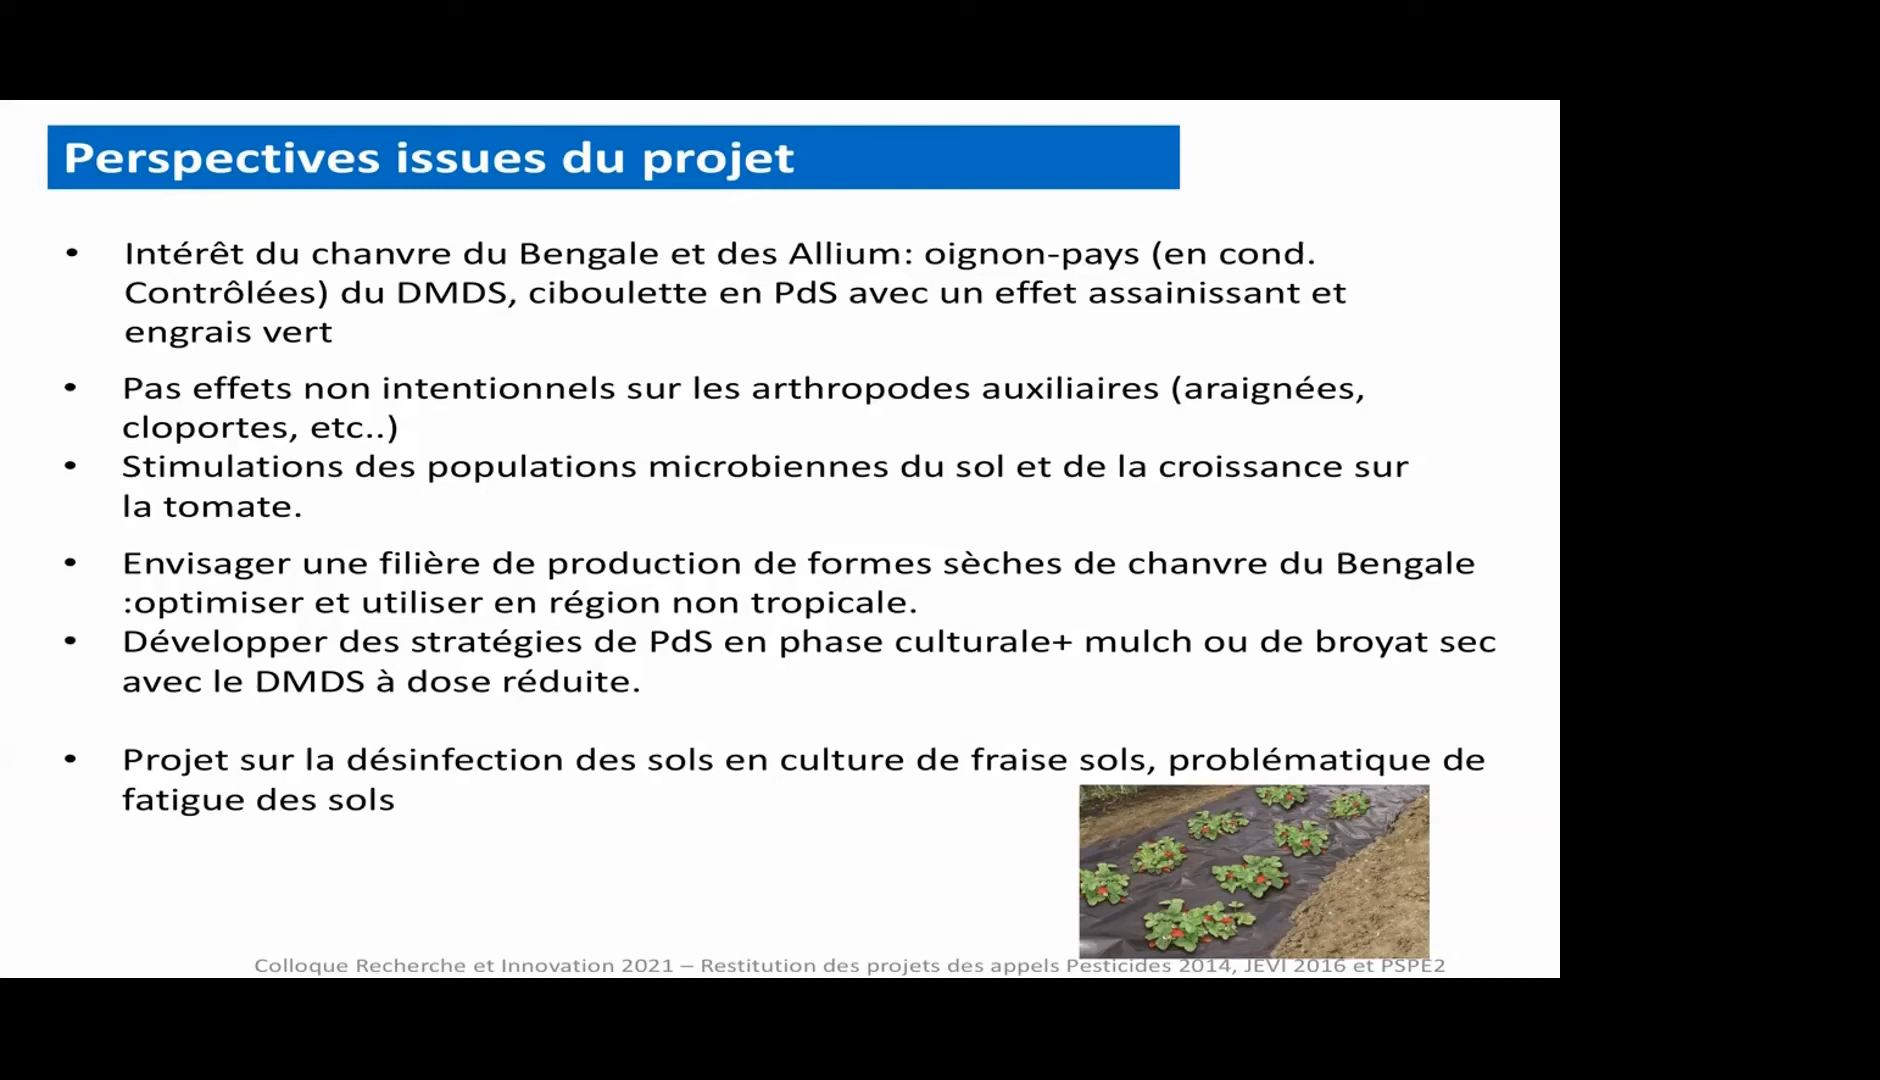 Perspectives issues du projet
• Intérêt du chanvre du Bengale et des Allium: oignon-pays (en cond.
Contrôlées) du DMDS, ciboulette en PdS avec un effet assainissant et
engrais vert
• Pas effets non intentionnels sur les arthropodes auxiliaires (araignées,
cloportes, etc..)
• Stimulations des populations microbiennes du sol et de la croissance sur
la tomate.
• Envisager une filière de production de formes sèches de chanvre du Bengale
:optimiser et utiliser en région non tropicale.
• Développer des stratégies de PdS en phase culturale+ mulch ou de broyat sec
avec le DMDS à dose réduite.
• Projet sur la désinfection des sols en culture de fraise sols, problématique de
fatigue des sols
Colloque Recherche et Innovation 2021 – Restitution des projets des appels Pesticides 2014, JEVI 2016 et PSPE2